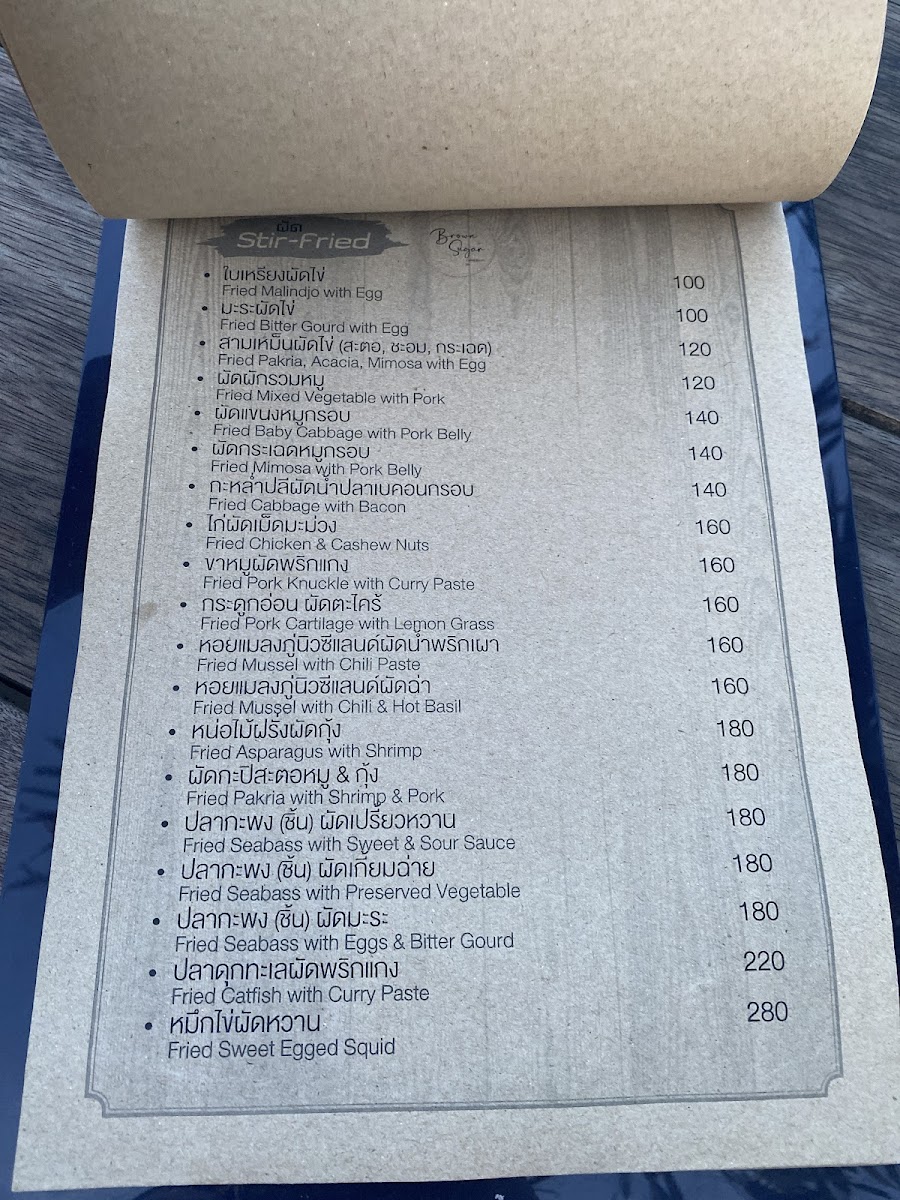 ผัด
Stir-Fried
Brown
Sugar
• ใบเหรียงผัดไข่ 100
Fried Malindjo with Egg
• มะระผัดไข่ 100
Fried Bitter Gourd with Egg
• สามเหม็นผัดไข่ (สะตอ, ชะอม, กระเฉด) 120
Fried Pakria, Acacia, Mimosa with Egg
• ผัดผักรวมหมู 120
Fried Mixed Vegetable with Pork
• ผัดแขนงหมูกรอบ 140
Fried Baby Cabbage with Pork Belly
• ผัดกระเฉดหมูกรอบ 140
Fried Mimosa with Pork Belly
• กะหล่ำปลีผัดน้ำปลาเบคอนกรอบ 140
Fried Cabbage with Bacon
• ไก่ผัดเม็ดมะม่วง 160
Fried Chicken & Cashew Nuts
• ขาหมูผัดพริกแกง 160
Fried Pork Knuckle with Curry Paste
• กระดูกอ่อน ผัดตะไคร้ 160
Fried Pork Cartilage with Lemon Grass
• หอยแมลงภู่นิวซีแลนด์ผัดน้ำพริกเผา 160
Fried Mussel with Chili Paste
• หอยแมลงภู่นิวซีแลนด์ผัดฉ่า 160
Fried Mussel with Chili & Hot Basil
• หน่อไม้ฝรั่งผัดกุ้ง 180
Fried Asparagus with Shrimp
• ผัดกะปิสะตอหมู & กุ้ง 180
Fried Pakria with Shrimp & Pork
• ปลากะพง (ชิ้น) ผัดเปรี้ยวหวาน 180
Fried Seabass with Sweet & Sour Sauce
• ปลากะพง (ชิ้น) ผัดเกี้ยมฉ่าย 180
Fried Seabass with Preserved Vegetable
• ปลากะพง (ชิ้น) ผัดมะระ 180
Fried Seabass with Eggs & Bitter Gourd
• ปลาดุกทะเลผัดพริกแกง 220
Fried Catfish with Curry Paste
• หมึกไข่ผัดหวาน 280
Fried Sweet Egged Squid